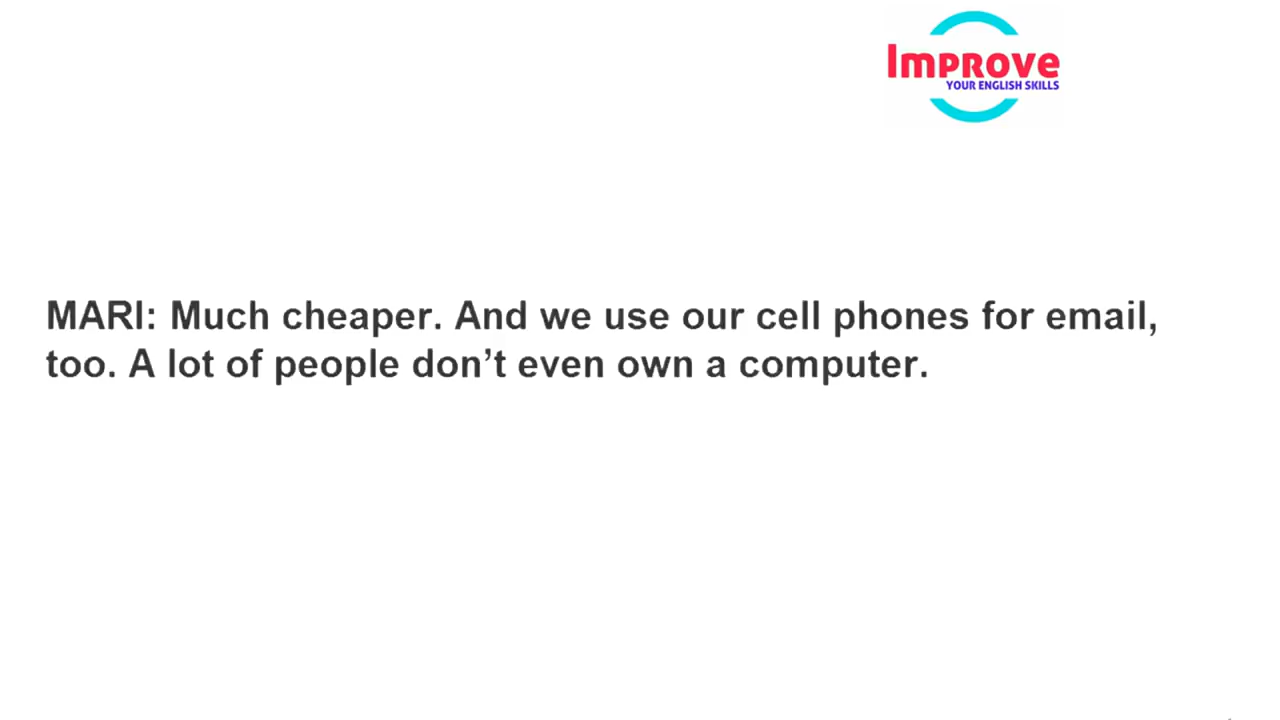 Improve
YOUR ENGLISH SKILLS
MARI: Much cheaper. And we use our cell phones for email,
too. A lot of people don’t even own a computer.